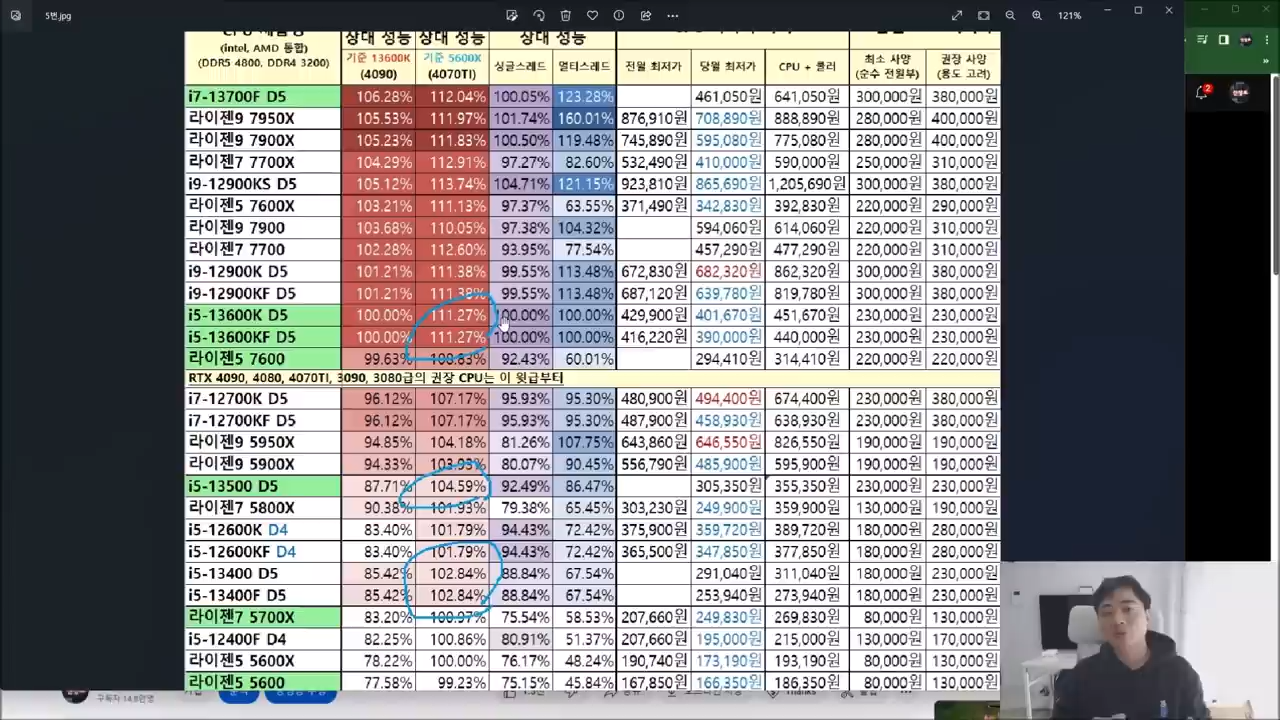 5번.jpg
121%
상대 성능 상대 성능 상대 성능
(intel, AMD 통합)
(DDR5 4800, DDR4 3200)
기준 13600K
(4090)
기준 5600X
(4070TI)
싱글스레드 멀티스레드 전월 최저가 당월 최저가 CPU + 쿨러
최소 사양
(순수 전원부)
권장 사양
(용도 고려)
i7-13700F D5 106.28% 112.04% 100.05% 123.28% 461,050원 641,050원 300,000원 380,000원
라이젠9 7950X 105.53% 111.97% 101.74% 160.01% 876,910원 708,890원 888,890원 280,000원 400,000원
라이젠9 7900X 105.23% 111.83% 100.50% 119.48% 745,890원 595,080원 775,080원 280,000원 400,000원
라이젠7 7700X 104.29% 112.91% 97.27% 82.60% 532,490원 410,000원 590,000원 250,000원 310,000원
i9-12900KS D5 105.12% 113.74% 104.71% 121.15% 923,810원 865,690원 1,205,690원 300,000원 380,000원
라이젠5 7600X 103.21% 111.13% 97.37% 63.55% 371,490원 342,830원 392,830원 220,000원 290,000원
라이젠9 7900 103.68% 110.05% 97.38% 104.32% 594,060원 614,060원 220,000원 310,000원
라이젠7 7700 102.28% 112.60% 93.95% 77.54% 457,290원 477,290원 220,000원 310,000원
i9-12900K D5 101.21% 111.38% 99.55% 113.48% 672,830원 682,320원 862,320원 300,000원 380,000원
i9-12900KF D5 101.21% 111.38% 99.55% 113.48% 687,120원 639,780원 819,780원 300,000원 380,000원
i5-13600K D5 100.00% 111.27% 100.00% 100.00% 429,900원 401,670원 451,670원 230,000원 380,000원
i5-13600KF D5 100.00% 111.27% 100.00% 100.00% 416,220원 390,000원 440,000원 230,000원 380,000원
라이젠5 7600 99.63% 92.43% 60.01% 294,410원 314,410원 220,000원 220,000원
RTX 4090, 4080, 4070TI, 3090, 3080급의 권장 CPU는 이 윗급부터
i7-12700K D5 96.12% 107.17% 95.93% 95.30% 480,900원 494,400원 674,400원 230,000원 380,000원
i7-12700KF D5 96.12% 107.17% 95.93% 95.30% 487,900원 458,930원 638,930원 230,000원 380,000원
라이젠9 5950X 94.85% 104.18% 81.26% 107.75% 643,860원 646,550원 826,550원 190,000원 190,000원
라이젠9 5900X 94.33% 103.03% 80.07% 90.45% 556,790원 485,900원 595,900원 190,000원 190,000원
i5-13500 D5 87.71% 104.59% 92.49% 86.47% 305,350원 355,350원 230,000원 230,000원
라이젠7 5800X 90.38% 101.93% 79.38% 65.45% 303,230원 249,900원 359,900원 130,000원 190,000원
i5-12600K D4 83.40% 101.79% 94.43% 72.42% 375,900원 359,720원 389,720원 180,000원 280,000원
i5-12600KF D4 83.40% 101.79% 94.43% 72.42% 365,500원 347,850원 377,850원 180,000원 280,000원
i5-13400 D5 85.42% 102.84% 88.84% 67.54% 291,040원 311,040원 180,000원 230,000원
i5-13400F D5 85.42% 102.84% 88.84% 67.54% 253,940원 273,940원 180,000원 230,000원
라이젠7 5700X 83.20% 100.97% 75.54% 58.53% 207,660원 249,830원 269,830원 80,000원 130,000원
i5-12400F D4 82.25% 100.86% 80.91% 51.37% 207,660원 195,000원 215,000원 130,000원 170,000원
라이젠5 5600X 78.22% 100.00% 76.17% 48.24% 190,740원 173,190원 193,190원 80,000원 130,000원
라이젠5 5600 77.58% 99.23% 75.15% 45.84% 167,850원 166,350원 186,350원 80,000원 130,000원
구독자 14.8만명
Thanks